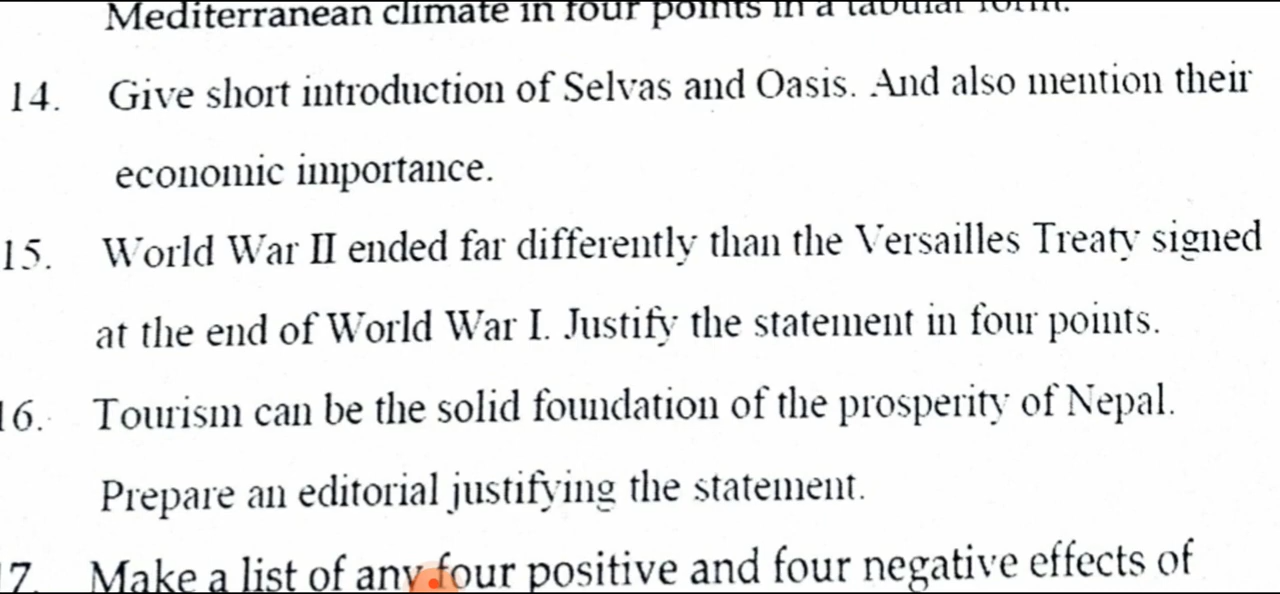 Mediterranean climate in four points in a tabular form.
14. Give short introduction of Selvas and Oasis. And also mention their
economic importance.
15. World War II ended far differently than the Versailles Treaty signed
at the end of World War I. Justify the statement in four points.
16. Tourism can be the solid foundation of the prosperity of Nepal.
Prepare an editorial justifying the statement.
17. Make a list of any four positive and four negative effects of